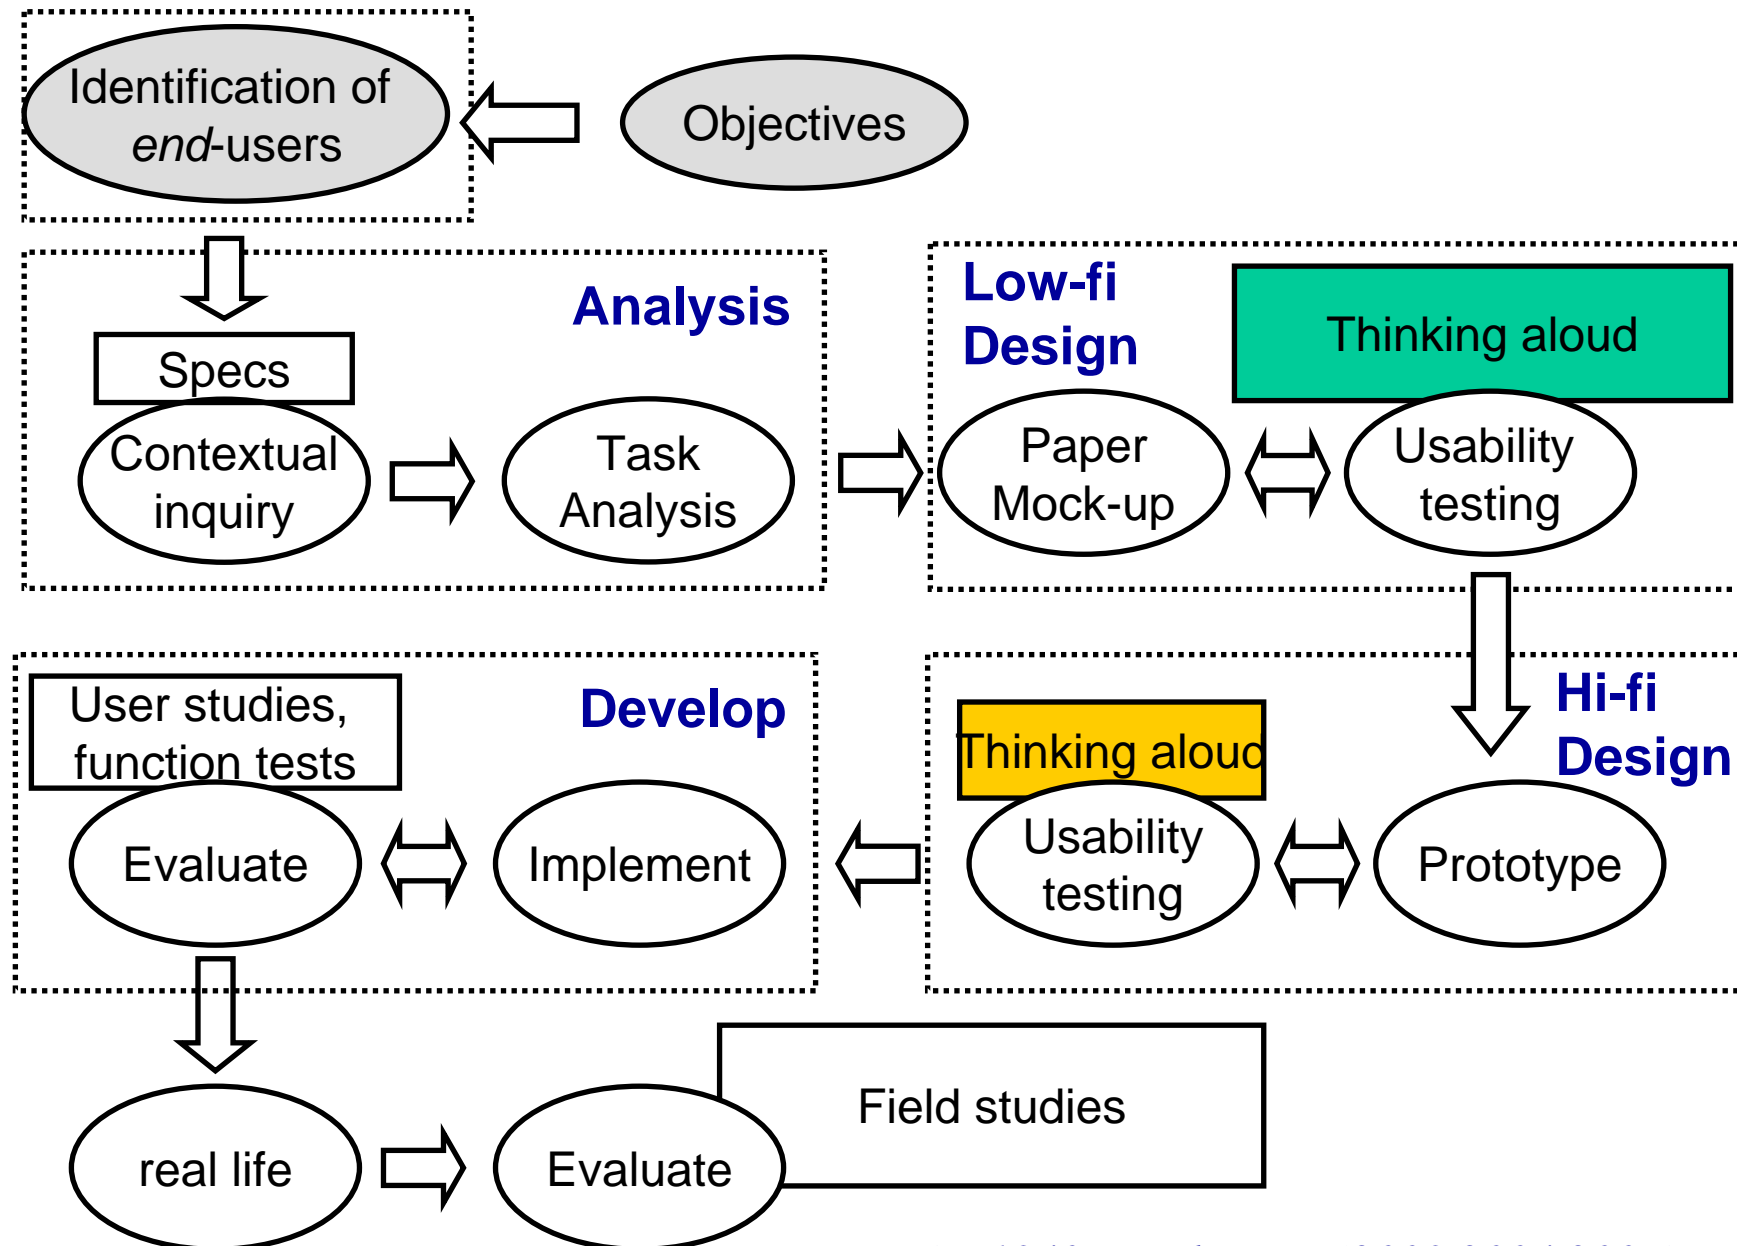 Identification of
end-users
Objectives
Analysis
Specs
Contextual
inquiry
Task
Analysis
Low-fi
Design
Thinking aloud
Paper
Mock-up
Usability
testing
Hi-fi
Design
Thinking aloud
Usability
testing
Prototype
Develop
User studies,
function tests
Evaluate
Implement
real life
Evaluate
Field studies